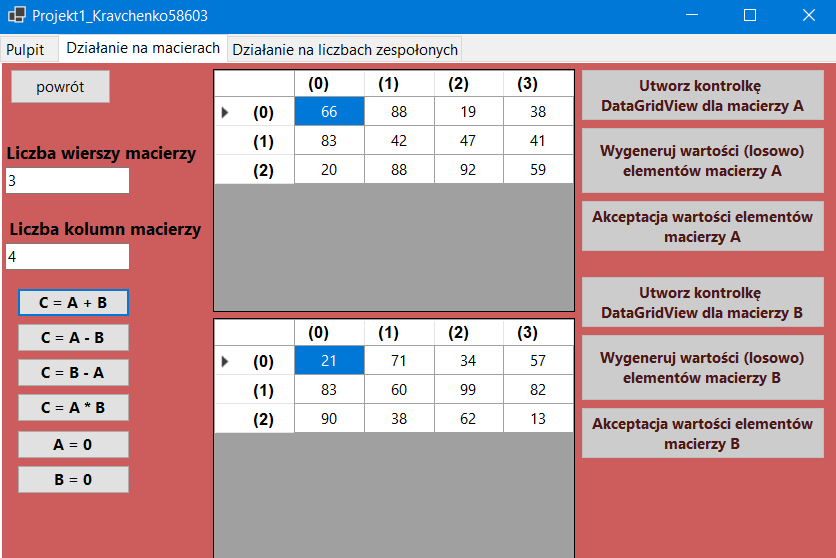 Projekt1_Kravchenko58603
Pulpit Działanie na macierach Działanie na liczbach zespołonych
powrót
Liczba wierszy macierzy
3
Liczba kolumn macierzy
4
C = A + B
C = A - B
C = B - A
C = A * B
A = 0
B = 0
(0) (1) (2) (3)
(0) 66 88 19 38
(1) 83 42 47 41
(2) 20 88 92 59
(0) (1) (2) (3)
(0) 21 71 34 57
(1) 83 60 99 82
(2) 90 38 62 13
Utworz kontrolkę
DataGridView dla macierzy A
Wygeneruj wartości (losowo)
elementów macierzy A
Akceptacja wartości elementów
macierzy A
Utworz kontrolkę
DataGridView dla macierzy B
Wygeneruj wartości (losowo)
elementów macierzy B
Akceptacja wartości elementów
macierzy B